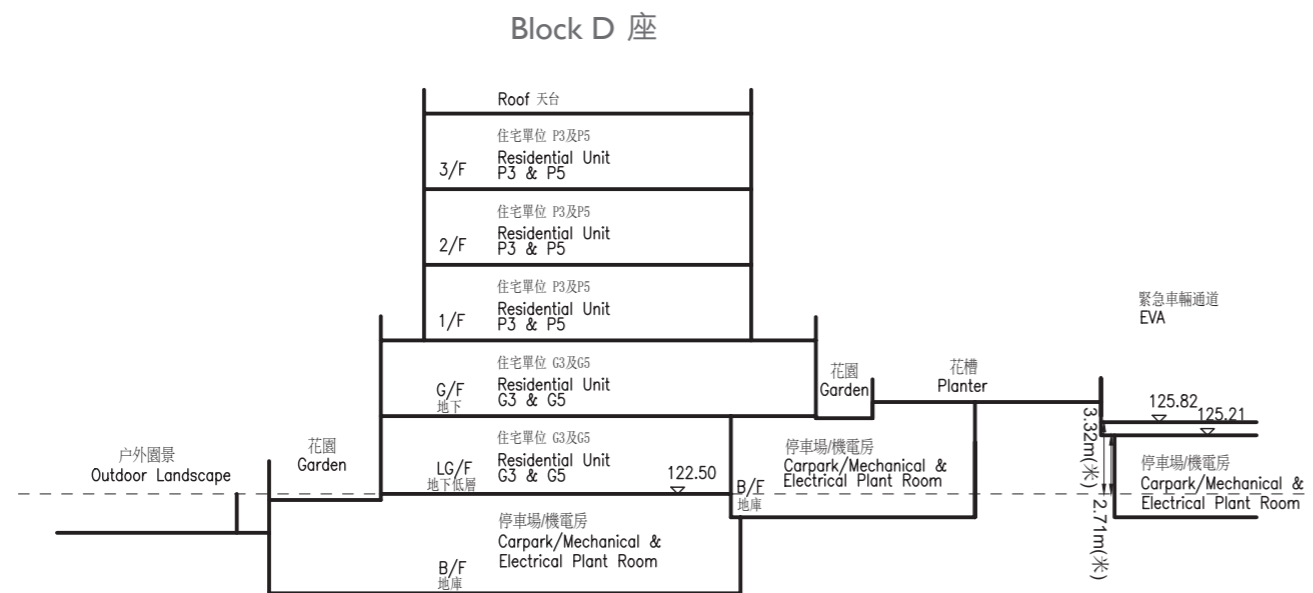 Block D 座
Roof 天台
住宅單位 P3及P5
3/F
Residential Unit
P3 & P5
住宅單位 P3及P5
2/F
Residential Unit
P3 & P5
住宅單位 P3及P5
1/F
Residential Unit
P3 & P5
緊急車輛通道
EVA
住宅單位 G3及G5
G/F
地下
Residential Unit
G3 & G5
花園
Garden
花槽
Planter
125.82
125.21
3.32m(米)
2.71m(米)
户外園景
Outdoor Landscape
花園
Garden
住宅單位 G3及G5
LG/F
地下低層
Residential Unit
G3 & G5
122.50
B/F
地庫
停車場/機電房
Carpark/Mechanical &
Electrical Plant Room
停車場/機電房
Carpark/Mechanical &
Electrical Plant Room
停車場/機電房
Carpark/Mechanical &
Electrical Plant Room
B/F
地庫